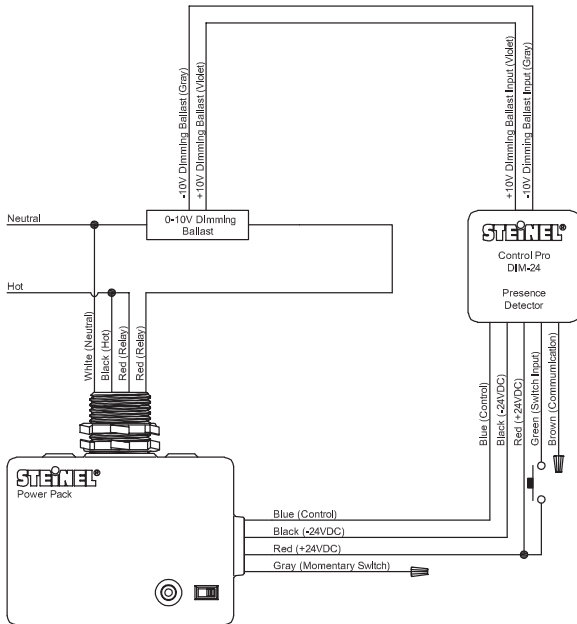 -10V Dimming Ballast (Gray)
+10V Dimming Ballast (Violet)
+10V Dimming Ballast Input (Violet)
-10V Dimming Ballast Input (Gray)
Neutral
0-10V Dimming
Ballast
STEINEL®
Control Pro
DIM-24
Presence
Detector
Hot
White (Neutral)
Black (Hot)
Red (Relay)
Red (Relay)
Blue (Control)
Black (-24VDC)
Red (+24VDC)
Green (Switch Input)
Brown (Communication)
STEINEL®
Power Pack
Blue (Control)
Black (-24VDC)
Red (+24VDC)
Gray (Momentary Switch)